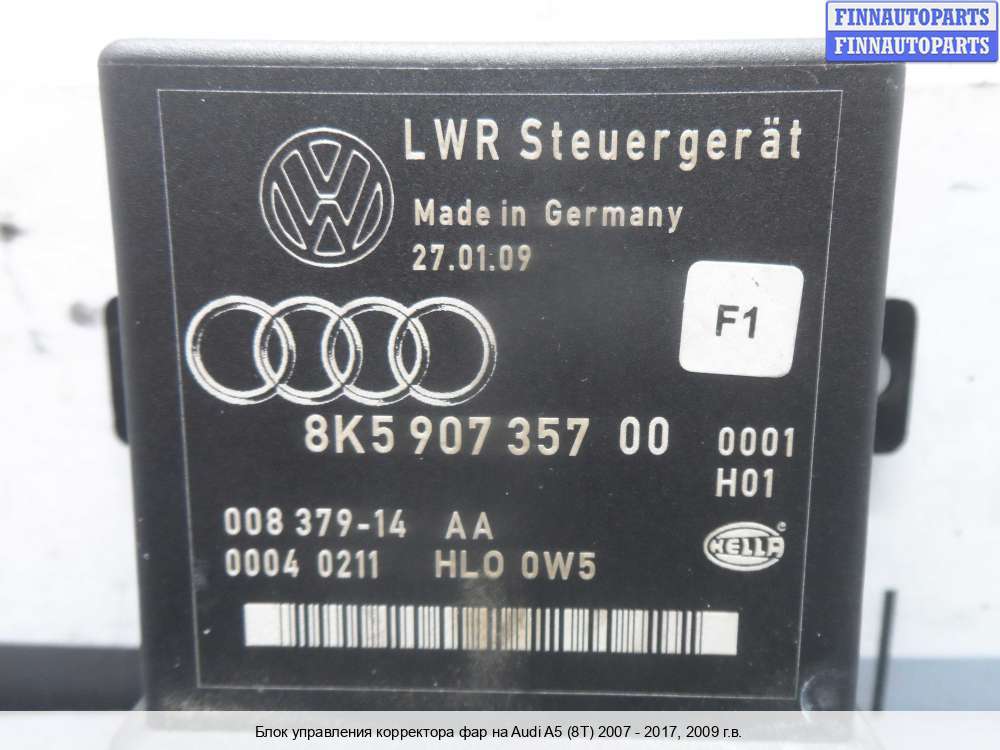 FINNAUTOPARTS
FINNAUTOPARTS
LWR Steuergerät
Made in Germany
27.01.09
F1
8K5 907 357 00 0001
H01
008 379-14 AA
0004 0211 HLO 0W5
HELLA
Блок управления корректора фар на Audi A5 (8T) 2007 - 2017, 2009 г.в.